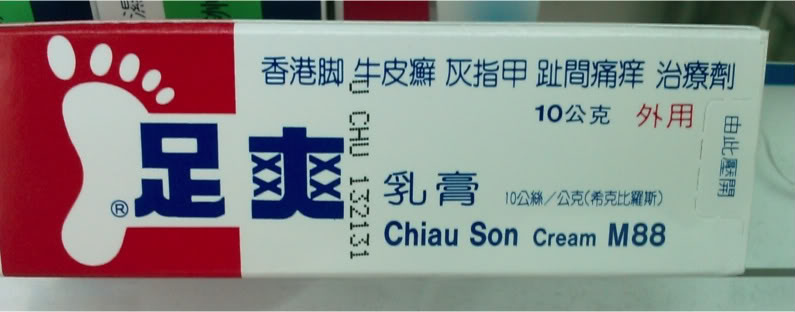 香港脚 牛皮癬 灰指甲 趾間痛痒 治療劑
10公克 外用
足爽
®
乳膏 10公絲/公克(希克比羅斯)
Chiau Son Cream M88
U CHU 132131
由此壓開